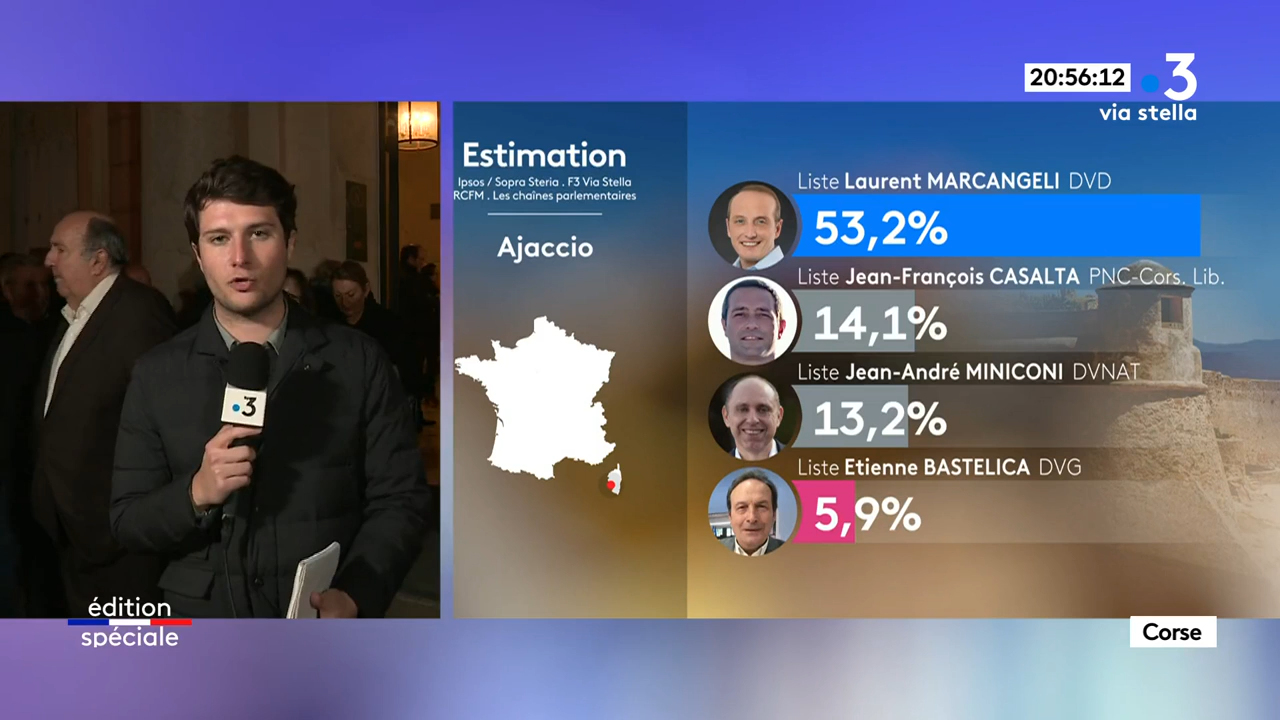 20:56:12
3
via stella
Estimation
Ipsos / Sopra Steria . F3 Via Stella
RCFM . Les chaînes parlementaires
Ajaccio
Liste Laurent MARCANGELI DVD
53,2%
Liste Jean-François CASALTA PNC-Cors. Lib.
14,1%
Liste Jean-André MINICONI DVNAT
13,2%
Liste Etienne BASTELICA DVG
5,9%
3
édition
spéciale
Corse